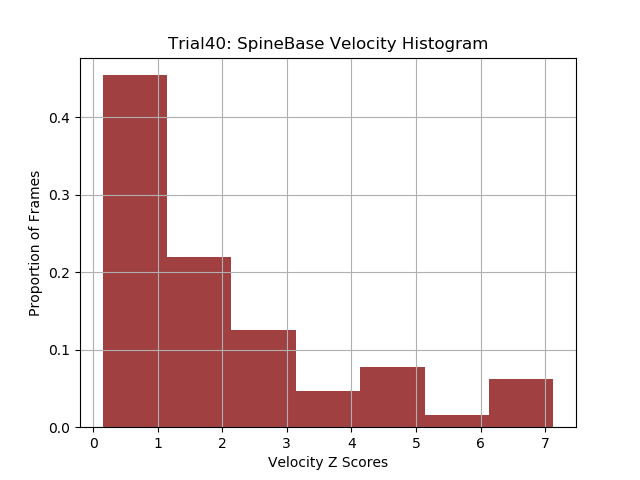 Trial40: SpineBase Velocity Histogram
Proportion of Frames
0.4
0.3
0.2
0.1
0.0
0 1 2 3 4 5 6 7
Velocity Z Scores